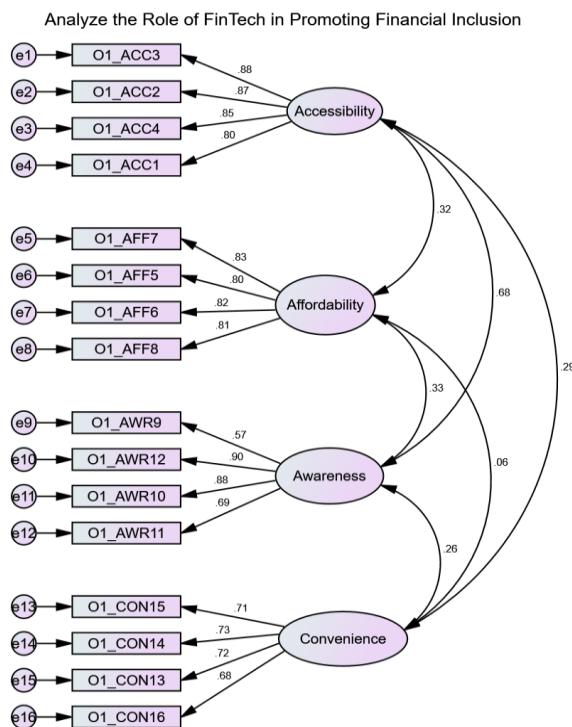 Analyze the Role of FinTech in Promoting Financial Inclusion
e1 O1_ACC3
.88
e2 O1_ACC2
.87
Accessibility
e3 O1_ACC4
.85
e4 O1_ACC1
.80
.32
e5 O1_AFF7
.83
e6 O1_AFF5
.80
.68
e7 O1_AFF6
.82
Affordability
e8 O1_AFF8
.81
.29
.33
e9 O1_AWR9
.57
e10 O1_AWR12
.90
.06
Awareness
e11 O1_AWR10
.88
e12 O1_AWR11
.69
.26
e13 O1_CON15
.71
e14 O1_CON14
.73
Convenience
e15 O1_CON13
.72
e16 O1_CON16
.68